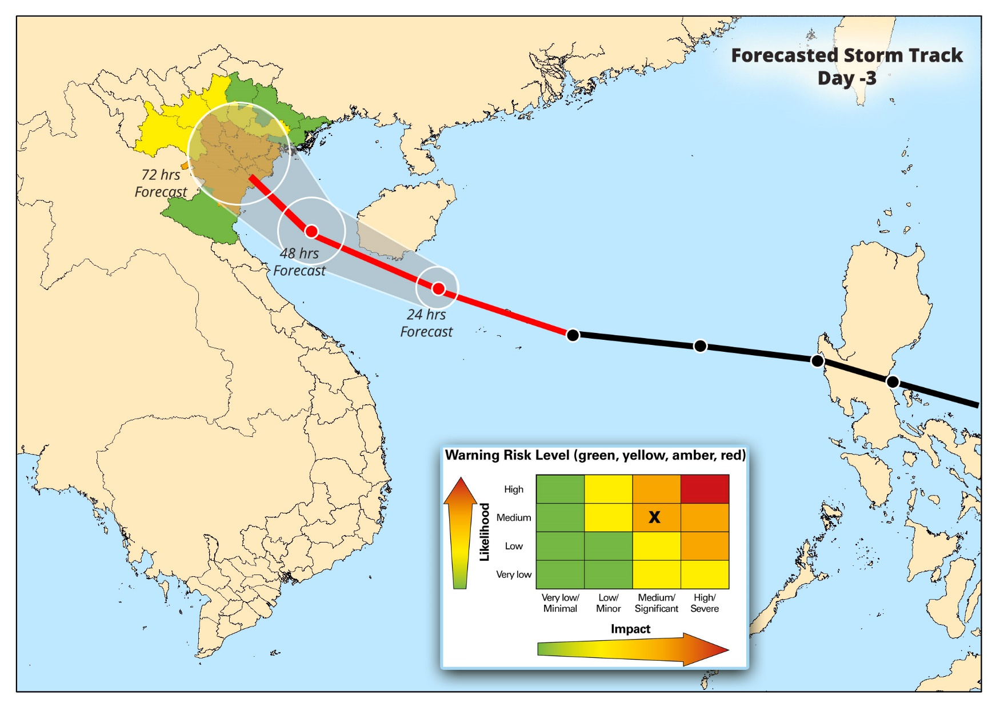 Forecasted Storm Track
Day -3
72 hrs
Forecast
48 hrs
Forecast
24 hrs
Forecast
Warning Risk Level (green, yellow, amber, red)
Likelihood
High
Medium
X
Low
Very low
Very low/
Minimal
Low/
Minor
Medium/
Significant
High/
Severe
Impact